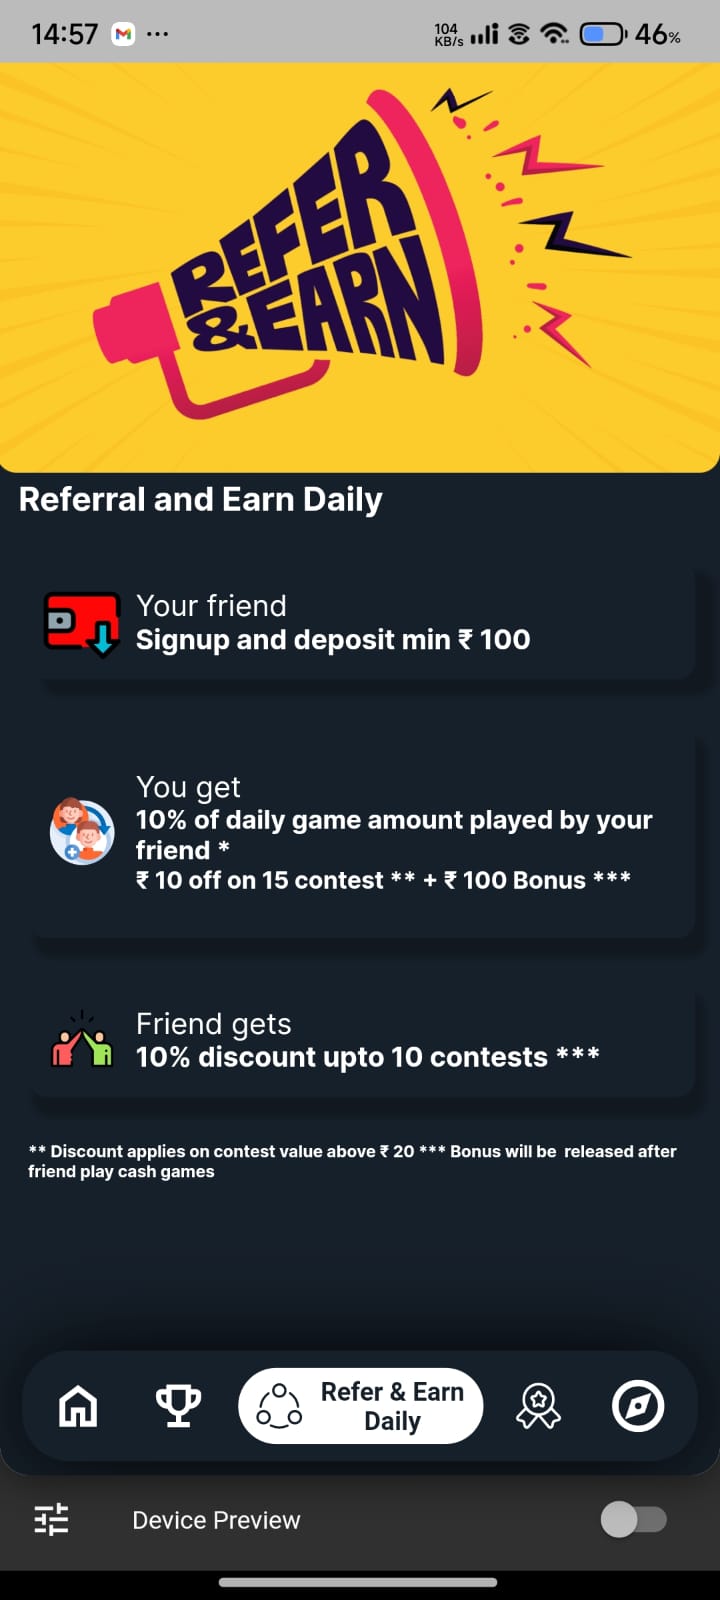 14:57
104
KB/s
46%
REFER
&EARN
Referral and Earn Daily
Your friend
Signup and deposit min ₹ 100
You get
10% of daily game amount played by your
friend *
₹ 10 off on 15 contest ** + ₹ 100 Bonus ***
Friend gets
10% discount upto 10 contests ***
** Discount applies on contest value above ₹ 20 *** Bonus will be  released after
friend play cash games
Refer & Earn
Daily
Device Preview